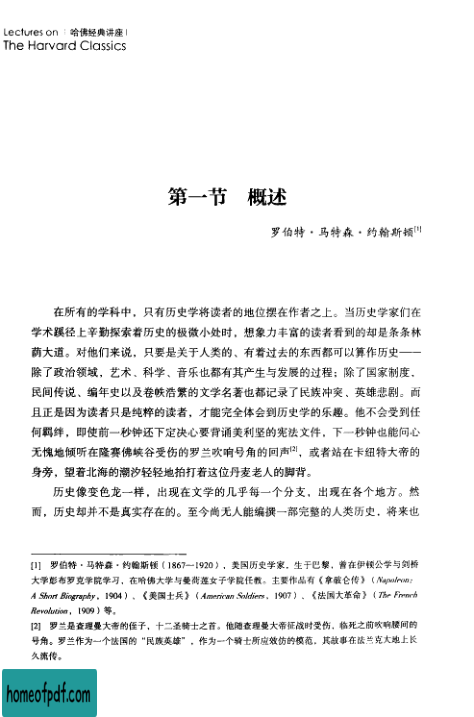 Lectures on ┊ 哈佛经典讲座 I
The Harvard Classics
第一节 概述
罗伯特·马特森·约翰斯顿[1]
在所有的学科中，只有历史学将读者的地位摆在作者之上。当历史学家们在
学术蹊径上辛勤探索着历史的极微小处时，想象力丰富的读者看到的却是条条林
荫大道。对他们来说，只要是关于人类的、有着过去的东西都可以算作历史——
除了政治领域，艺术、科学、音乐也都有其产生与发展的过程；除了国家制度，
民间传说、编年史以及卷帙浩繁的文学名著也都记录了民族冲突、英雄悲剧。而
且正是因为读者只是纯粹的读者，才能完全体会到历史学的乐趣。他不会受到任
何羁绊，即使前一秒钟还下定决心要背诵美利坚的宪法文件，下一秒钟也能问心
无愧地倾听在隆赛佛峡谷受伤的罗兰吹响号角的回声[2]，或者站在卡纽特大帝的
身旁，望着北海的潮汐轻轻地拍打着这位丹麦老人的脚背。
历史像变色龙一样，出现在文学的几乎每一个分支，出现在各个地方。然
而，历史却并不是真实存在的。至今尚无人能编撰一部完整的人类历史，将来也
[1] 罗伯特·马特森·约翰斯顿（1867—1920），美国历史学家，生于巴黎，曾在伊顿公学与剑桥
大学彭布罗克学院学习，在哈佛大学与曼荷莲女子学院任教。主要作品有《拿破仑传》（Napoleon:
A Short Biography，1904）、《美国士兵》（American Soldiers，1907）、《法国大革命》（The French
Revolution，1909）等。
[2] 罗兰是查理曼大帝的侄子，十二圣骑士之首。他随查理曼大帝征战时受伤，临死之前吹响腰间的
号角。罗兰作为一个法国的“民族英雄”，作为一个骑士所应效仿的模范，其故事在法兰克大地上长
久流传。
homeofpdf.com